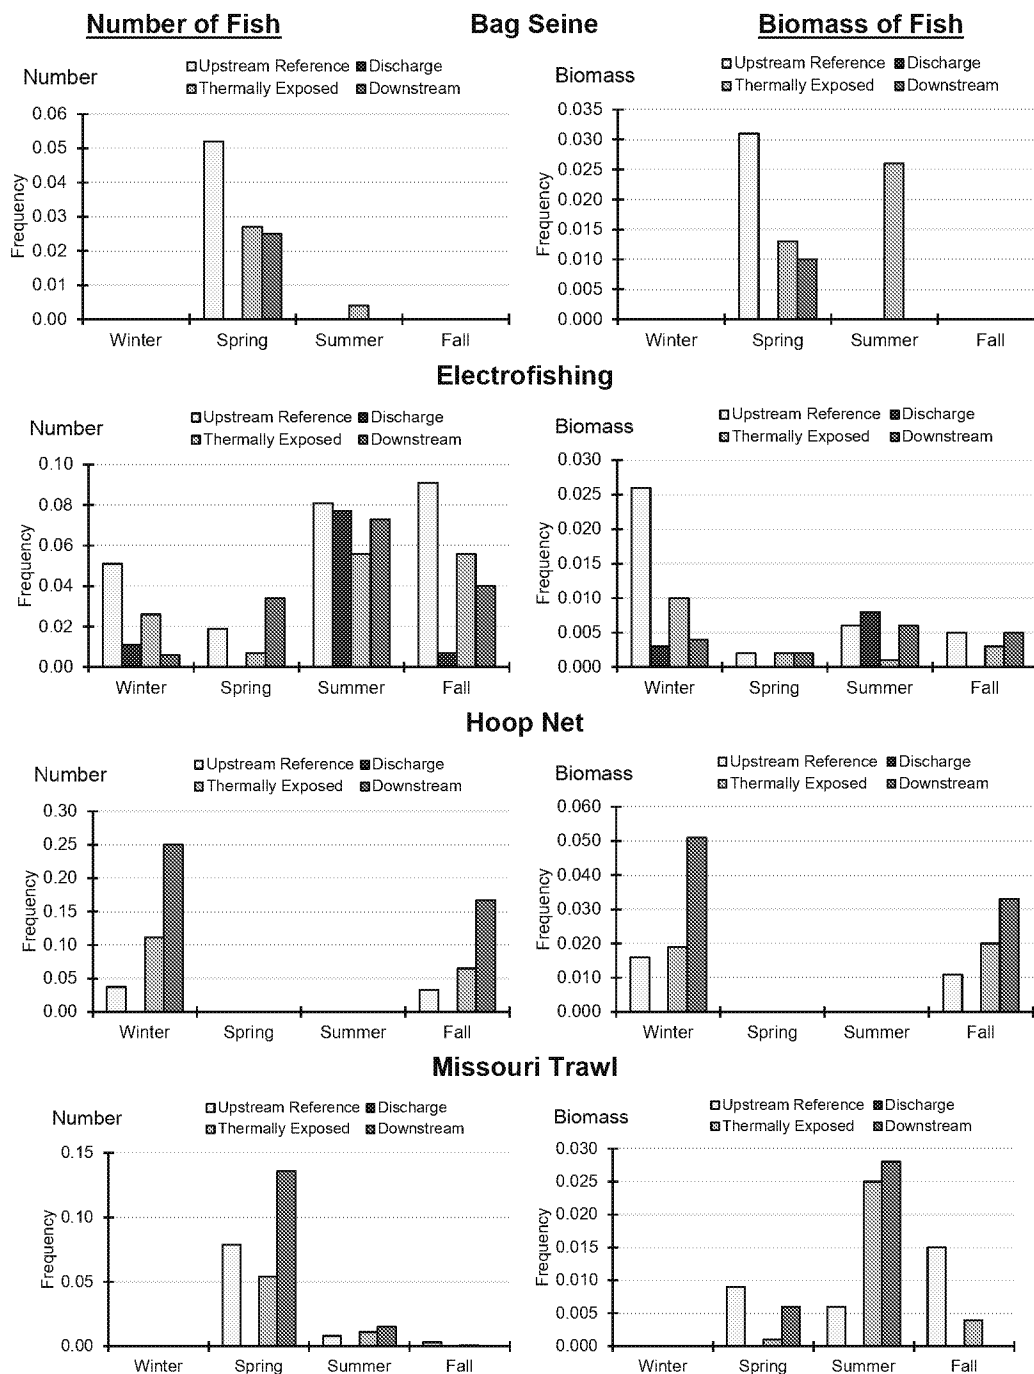 Number of Fish Bag Seine Biomass of Fish
Number
Upstream Reference Discharge
Thermally Exposed Downstream
Frequency
0.06
0.05
0.04
0.03
0.02
0.01
0.00
Winter Spring Summer Fall
Biomass
Upstream Reference Discharge
Thermally Exposed Downstream
Frequency
0.035
0.030
0.025
0.020
0.015
0.010
0.005
0.000
Winter Spring Summer Fall
Electrofishing
Number
Upstream Reference Discharge
Thermally Exposed Downstream
Frequency
0.10
0.08
0.06
0.04
0.02
0.00
Winter Spring Summer Fall
Biomass
Upstream Reference Discharge
Thermally Exposed Downstream
Frequency
0.030
0.025
0.020
0.015
0.010
0.005
0.000
Winter Spring Summer Fall
Hoop Net
Number
Upstream Reference Discharge
Thermally Exposed Downstream
Frequency
0.30
0.25
0.20
0.15
0.10
0.05
0.00
Winter Spring Summer Fall
Biomass
Upstream Reference Discharge
Thermally Exposed Downstream
Frequency
0.060
0.050
0.040
0.030
0.020
0.010
0.000
Winter Spring Summer Fall
Missouri Trawl
Number
Upstream Reference Discharge
Thermally Exposed Downstream
Frequency
0.15
0.10
0.05
0.00
Winter Spring Summer Fall
Biomass
Upstream Reference Discharge
Thermally Exposed Downstream
Frequency
0.030
0.025
0.020
0.015
0.010
0.005
0.000
Winter Spring Summer Fall